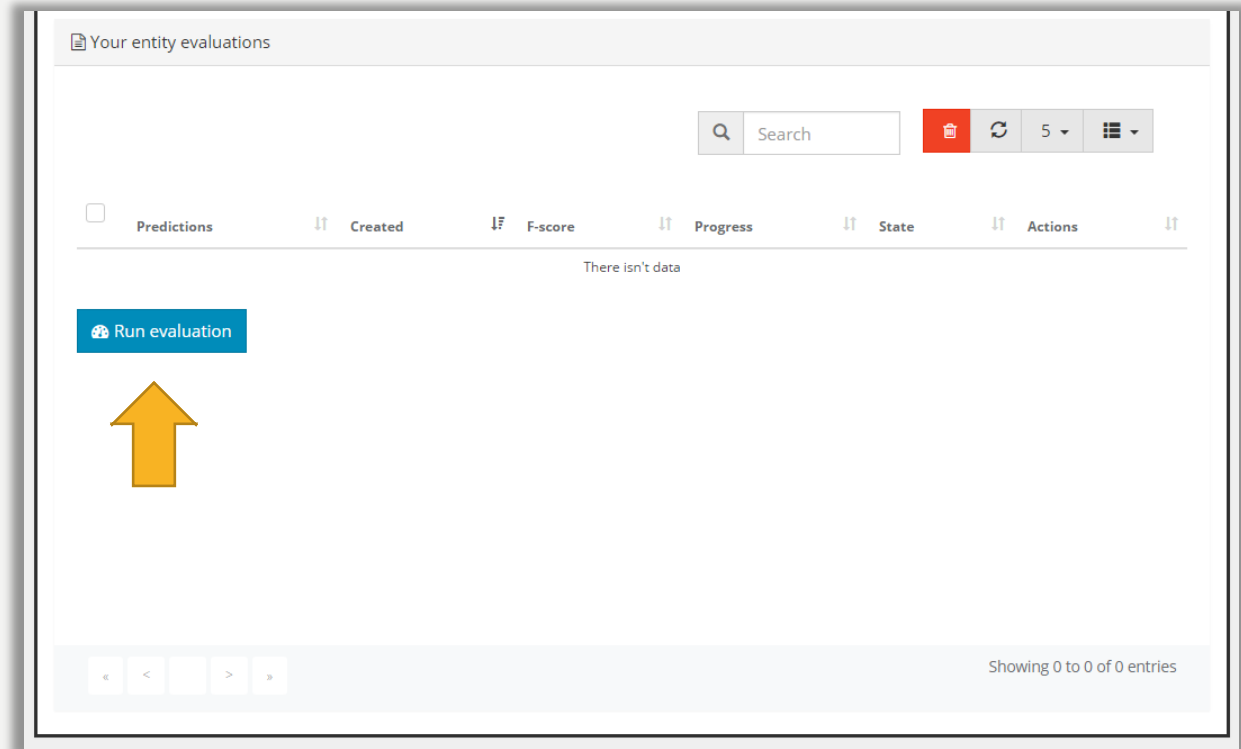 Your entity evaluations
Search
5
Predictions Created F-score Progress State Actions
There isn't data
Run evaluation
« < > »
Showing 0 to 0 of 0 entries